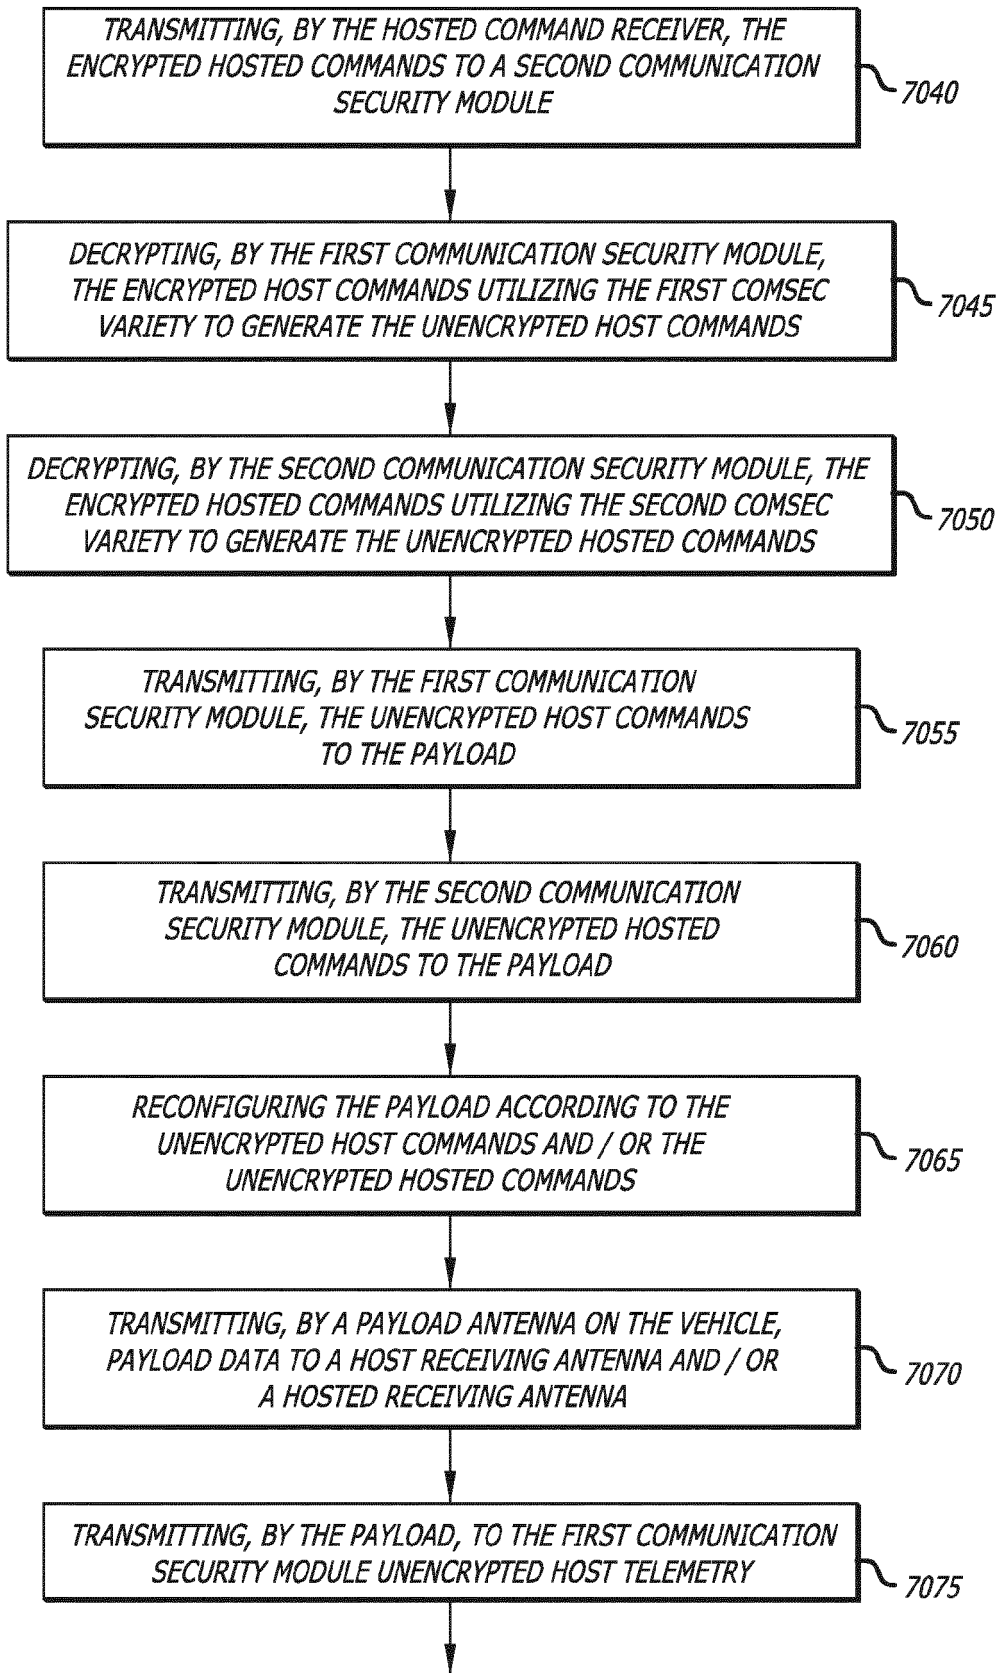 TRANSMITTING, BY THE HOSTED COMMAND RECEIVER, THE
ENCRYPTED HOSTED COMMANDS TO A SECOND COMMUNICATION
SECURITY MODULE
7040
DECRYPTING, BY THE FIRST COMMUNICATION SECURITY MODULE,
THE ENCRYPTED HOST COMMANDS UTILIZING THE FIRST COMSEC
VARIETY TO GENERATE THE UNENCRYPTED HOST COMMANDS
7045
DECRYPTING, BY THE SECOND COMMUNICATION SECURITY MODULE, THE
ENCRYPTED HOSTED COMMANDS UTILIZING THE SECOND COMSEC
VARIETY TO GENERATE THE UNENCRYPTED HOSTED COMMANDS
7050
TRANSMITTING, BY THE FIRST COMMUNICATION
SECURITY MODULE, THE UNENCRYPTED HOST COMMANDS
TO THE PAYLOAD
7055
TRANSMITTING, BY THE SECOND COMMUNICATION
SECURITY MODULE, THE UNENCRYPTED HOSTED
COMMANDS TO THE PAYLOAD
7060
RECONFIGURING THE PAYLOAD ACCORDING TO THE
UNENCRYPTED HOST COMMANDS AND / OR THE
UNENCRYPTED HOSTED COMMANDS
7065
TRANSMITTING, BY A PAYLOAD ANTENNA ON THE VEHICLE,
PAYLOAD DATA TO A HOST RECEIVING ANTENNA AND / OR
A HOSTED RECEIVING ANTENNA
7070
TRANSMITTING, BY THE PAYLOAD, TO THE FIRST COMMUNICATION
SECURITY MODULE UNENCRYPTED HOST TELEMETRY
7075